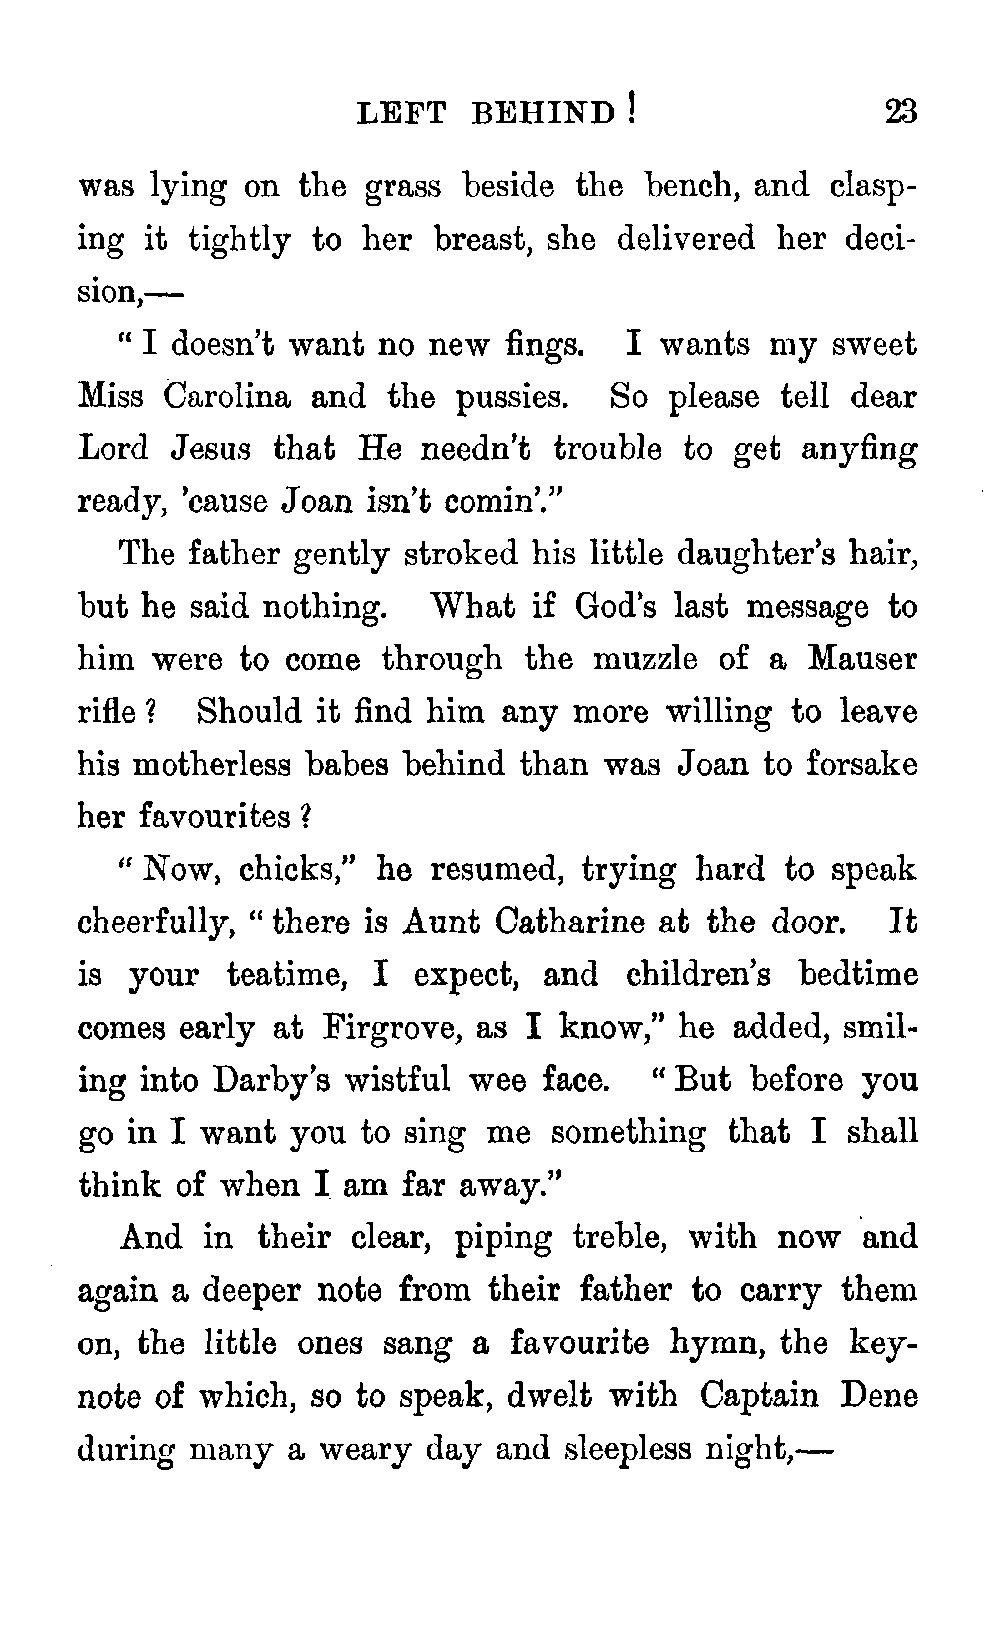 LEFT BEHIND! 23
was lying on the grass beside the bench, and clasp-
ing it tightly to her breast, she delivered her deci-
sion,—
"I doesn't want no new fings. I wants my sweet
Miss Carolina and the pussies. So please tell dear
Lord Jesus that He needn't trouble to get anyfing
ready, 'cause Joan isn't comin'."
The father gently stroked his little daughter's hair,
but he said nothing. What if God's last message to
him were to come through the muzzle of a Mauser
rifle? Should it find him any more willing to leave
his motherless babes behind than was Joan to forsake
her favourites?
"Now, chicks," he resumed, trying hard to speak
cheerfully, "there is Aunt Catharine at the door. It
is your teatime, I expect, and children's bedtime
comes early at Firgrove, as I know," he added, smil-
ing into Darby's wistful wee face. "But before you
go in I want you to sing me something that I shall
think of when I am far away."
And in their clear, piping treble, with now and
again a deeper note from their father to carry them
on, the little ones sang a favourite hymn, the key-
note of which, so to speak, dwelt with Captain Dene
during many a weary day and sleepless night,—